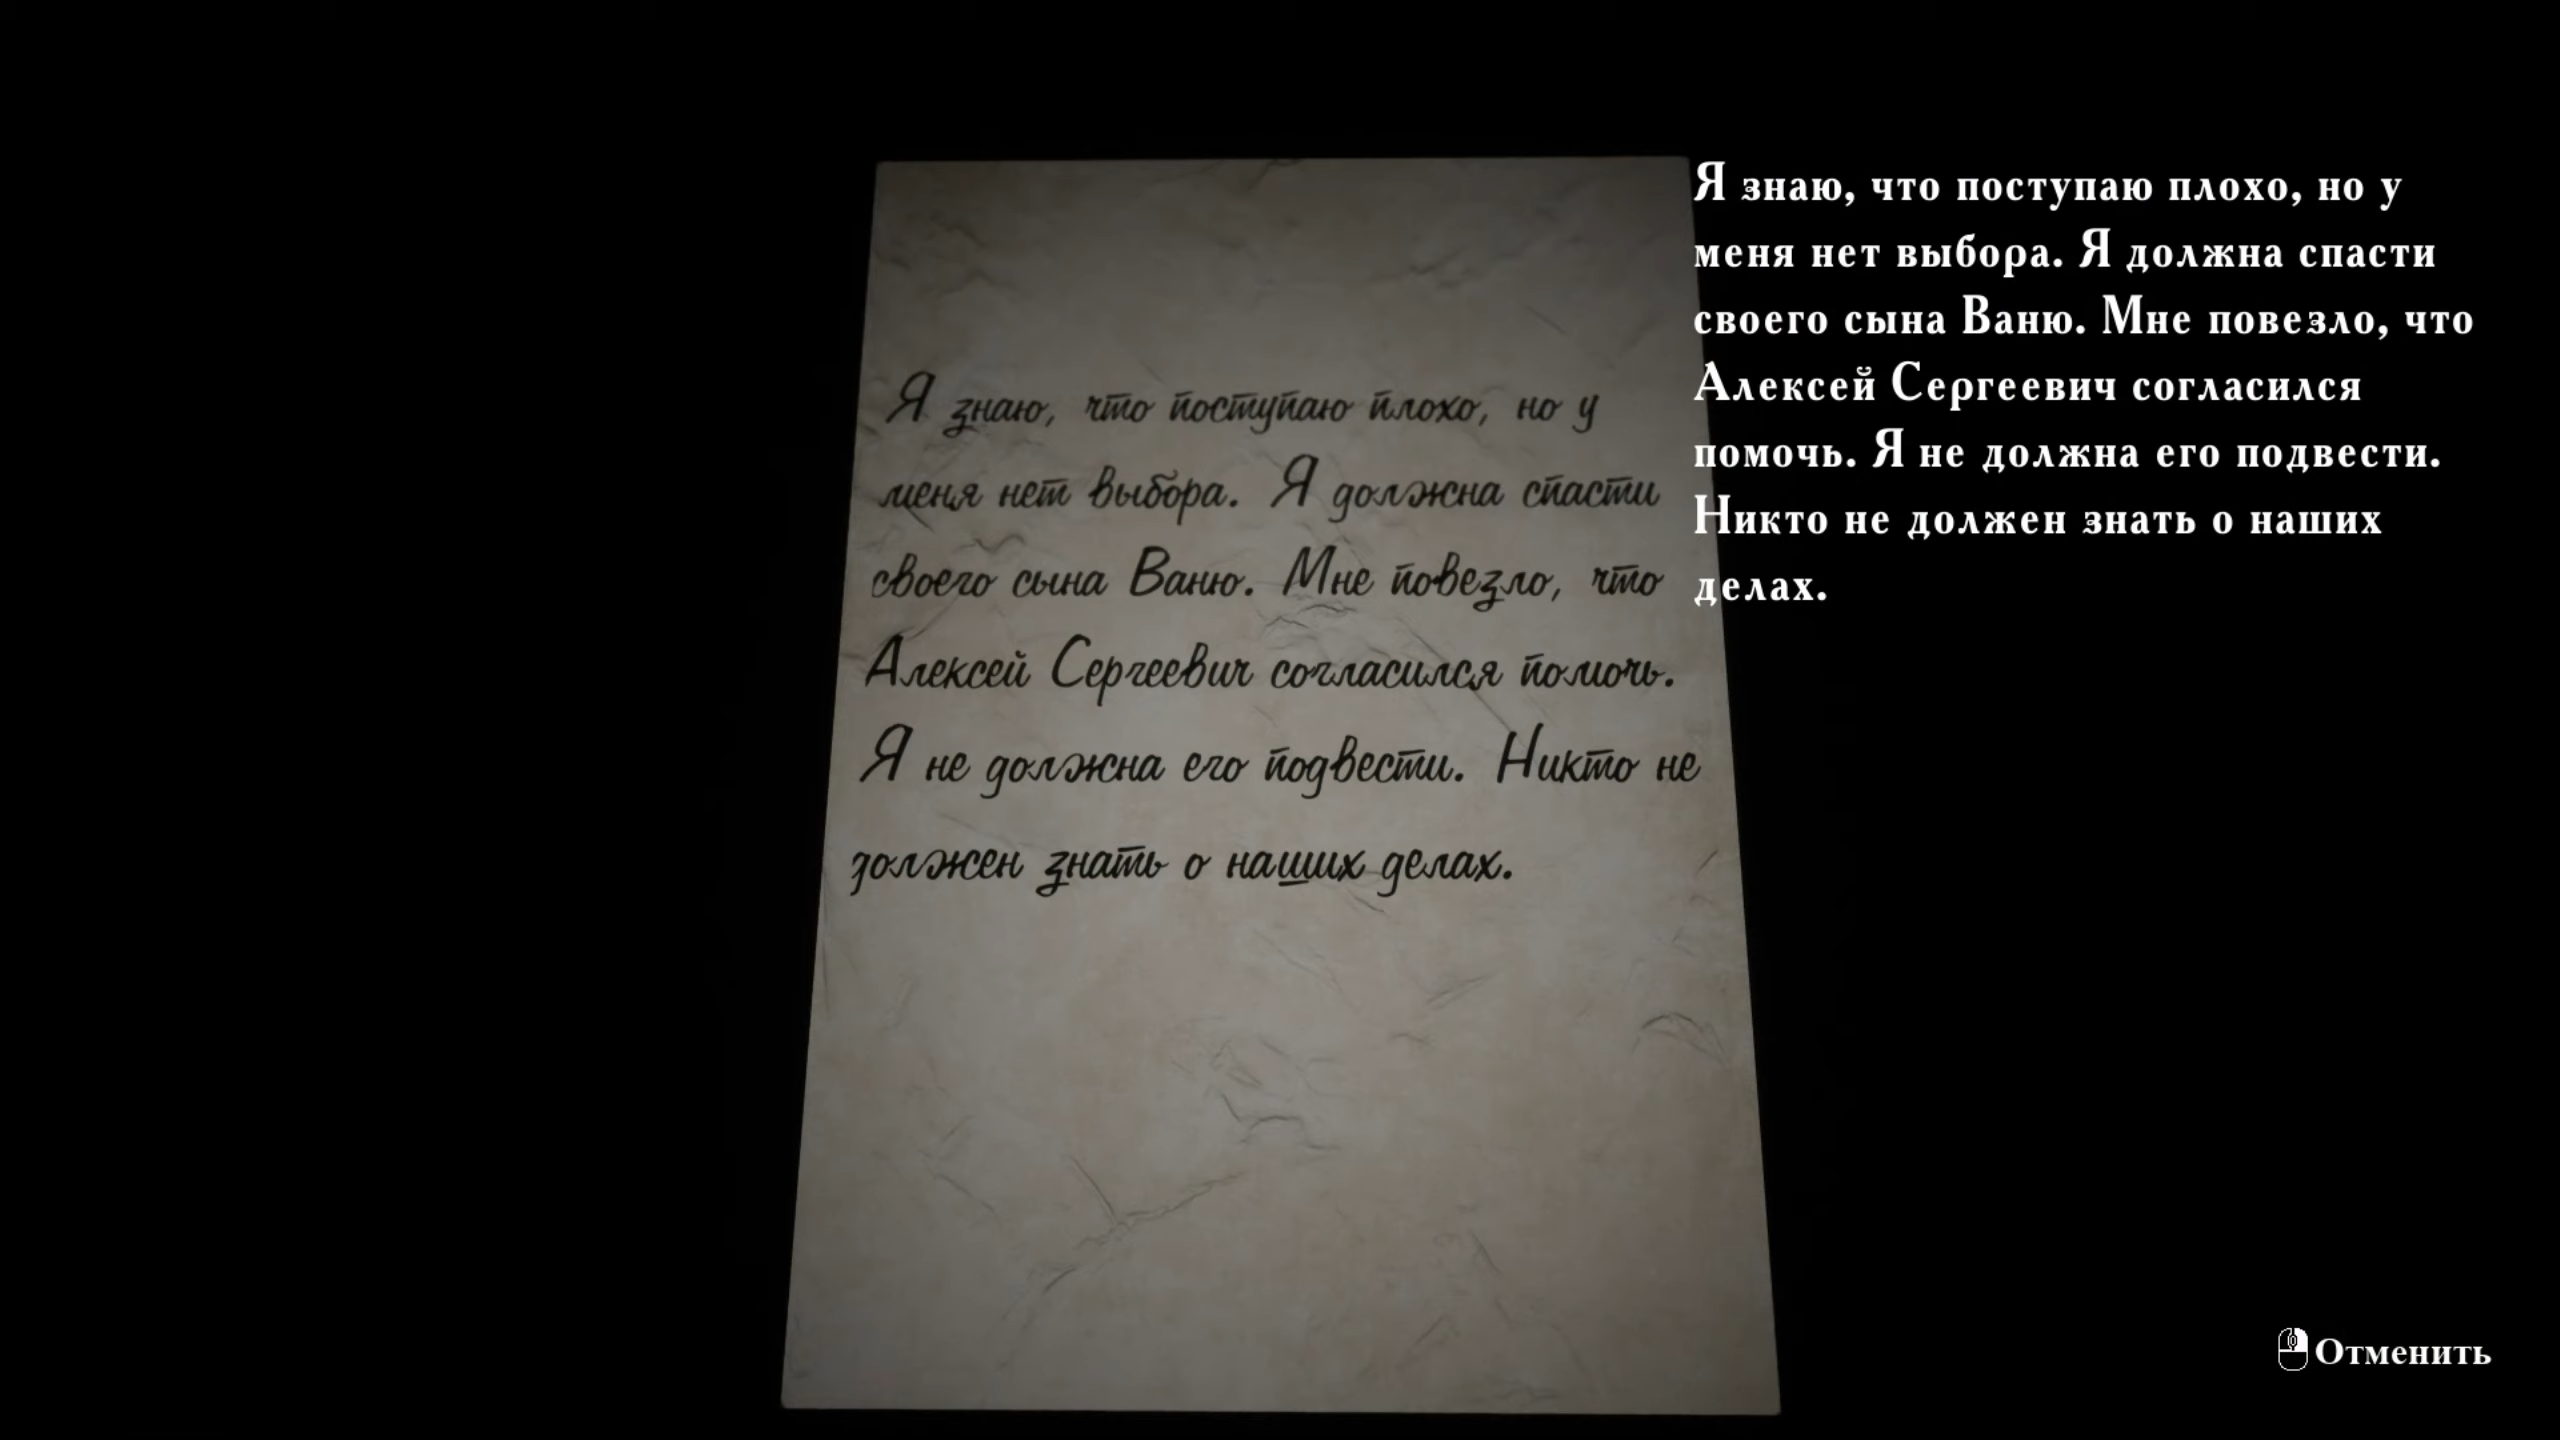 Я знаю, что поступаю плохо, но у
меня нет выбора. Я должна спасти
своего сына Ваню. Мне повезло, что
Алексей Сергеевич согласился помочь.
Я не должна его подвести. Никто не
должен знать о наших делах.
Я знаю, что поступаю плохо, но у
меня нет выбора. Я должна спасти
своего сына Ваню. Мне повезло, что
Алексей Сергеевич согласился
помочь. Я не должна его подвести.
Никто не должен знать о наших
делах.
Отменить